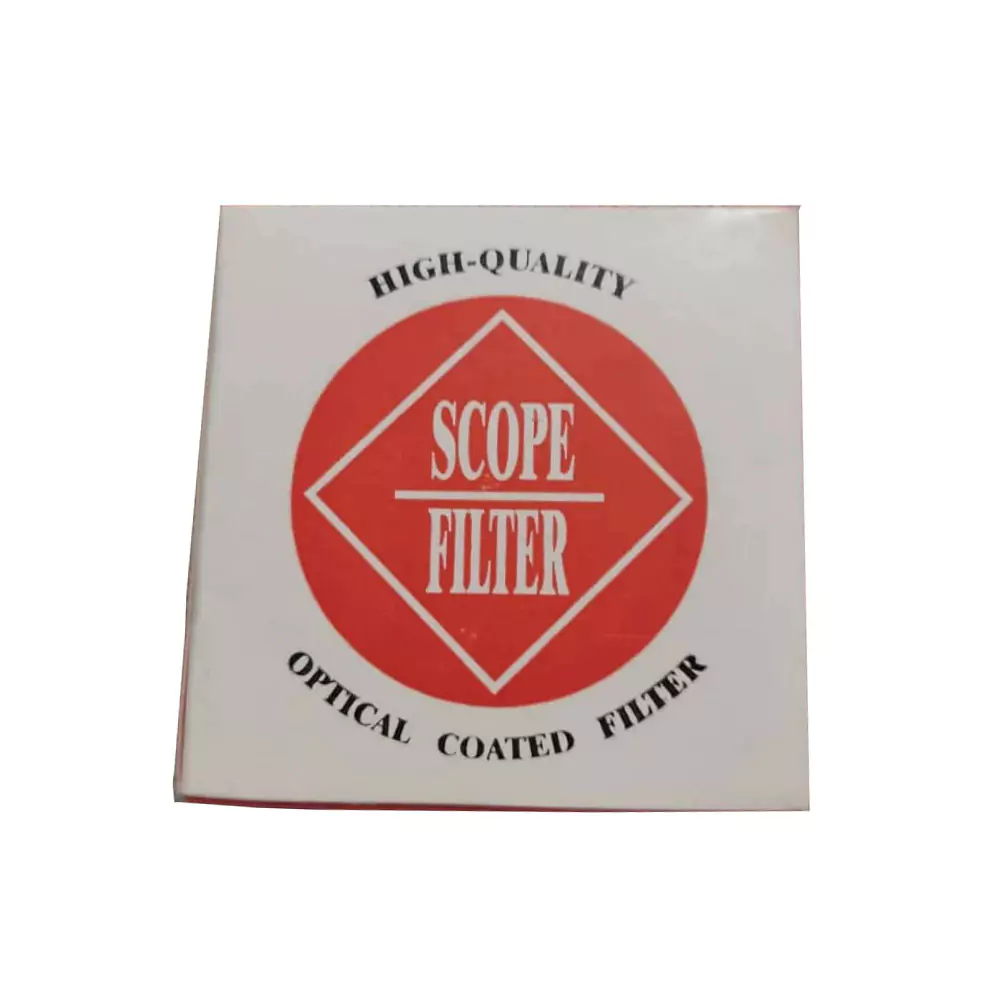 HIGH-QUALITY
SCOPE
FILTER
OPTICAL COATED FILTER